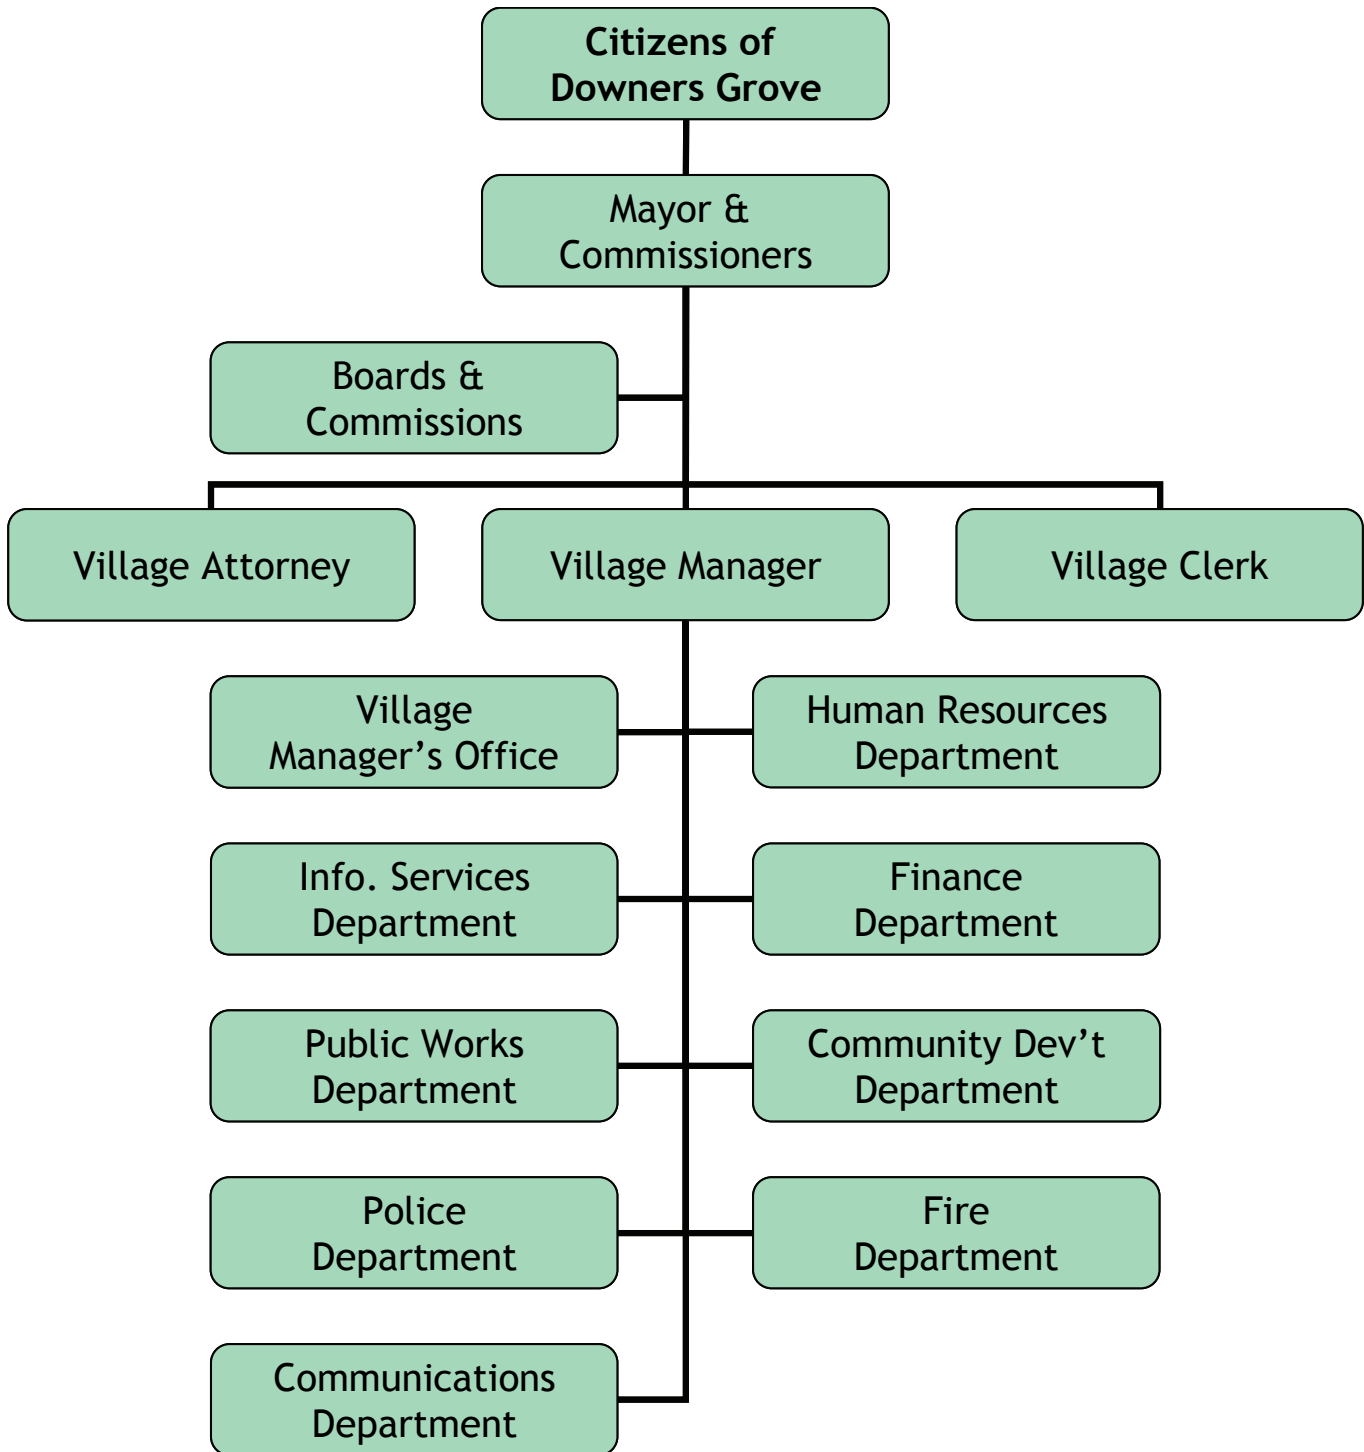 Citizens of
Downers Grove
Mayor &
Commissioners
Boards &
Commissions
Village Attorney
Village Manager
Village Clerk
Village
Manager’s Office
Human Resources
Department
Info. Services
Department
Finance
Department
Public Works
Department
Community Dev’t
Department
Police
Department
Fire
Department
Communications
Department